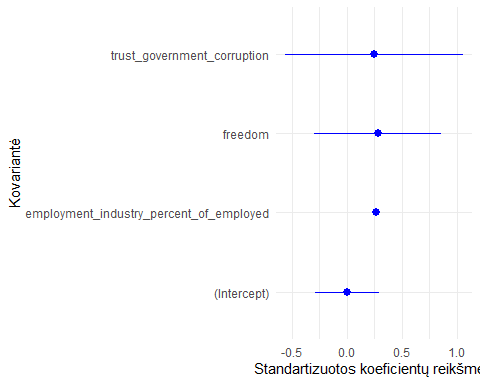 trust_government_corruption
freedom
employment_industry_percent_of_employed
(Intercept)
Kovariantė
-0.5 0.0 0.5 1.0
Standartizuotos koeficientų reikšme